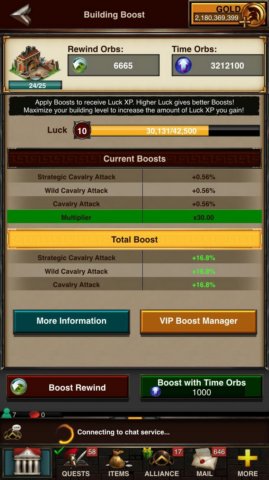 Building Boost
GOLD
2,180,369,399
Rewind Orbs:
Time Orbs:
6665
3212100
24/25
Apply Boosts to receive Luck XP. Higher Luck gives better Boosts!
Maximize your building level to increase the amount of Luck XP you gain!
Luck 10 30,131/42,500
Current Boosts
Strategic Cavalry Attack +0.56%
Wild Cavalry Attack +0.56%
Cavalry Attack +0.56%
Multiplier x30.00
Total Boost
Strategic Cavalry Attack +16.8%
Wild Cavalry Attack +16.8%
Cavalry Attack +16.8%
More Information
VIP Boost Manager
Boost Rewind
Boost with Time Orbs
1000
7 0
Connecting to chat service...
58 17 646
QUESTS ITEMS ALLIANCE MAIL MORE